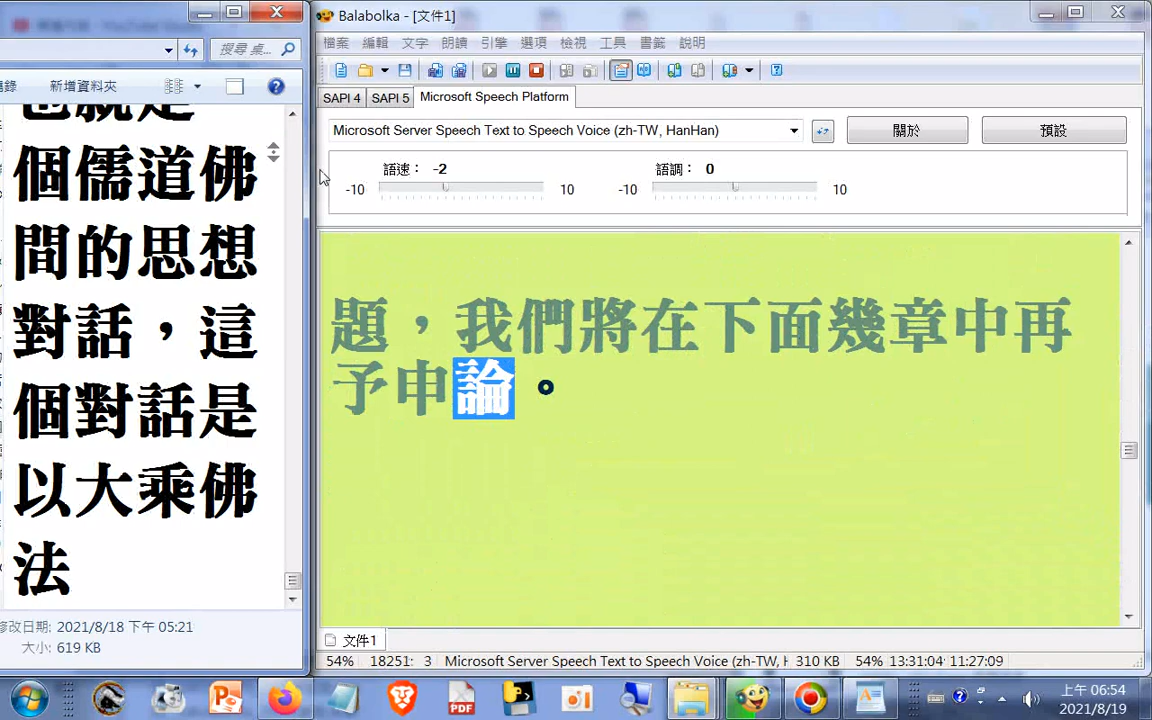 搜尋 桌...
新增資料夾
個儒道佛
間的思想
對話，這
個對話是
以大乘佛
法
修改日期: 2021/8/18 下午 05:21
大小: 619 KB
Balabolka - [文件1]
檔案 編輯 文字 朗讀 引擎 選項 檢視 工具 書籤 說明
SAPI 4 SAPI 5 Microsoft Speech Platform
Microsoft Server Speech Text to Speech Voice (zh-TW, HanHan) 關於 預設
語速： -2 語調： 0
-10 10 -10 10
題，我們將在下面幾章中再
予申論。
文件1
54% 18251: 3 Microsoft Server Speech Text to Speech Voice (zh-TW, H 310 KB 54% 13:31:04 11:27:09
PDF
上午 06:54
2021/8/19